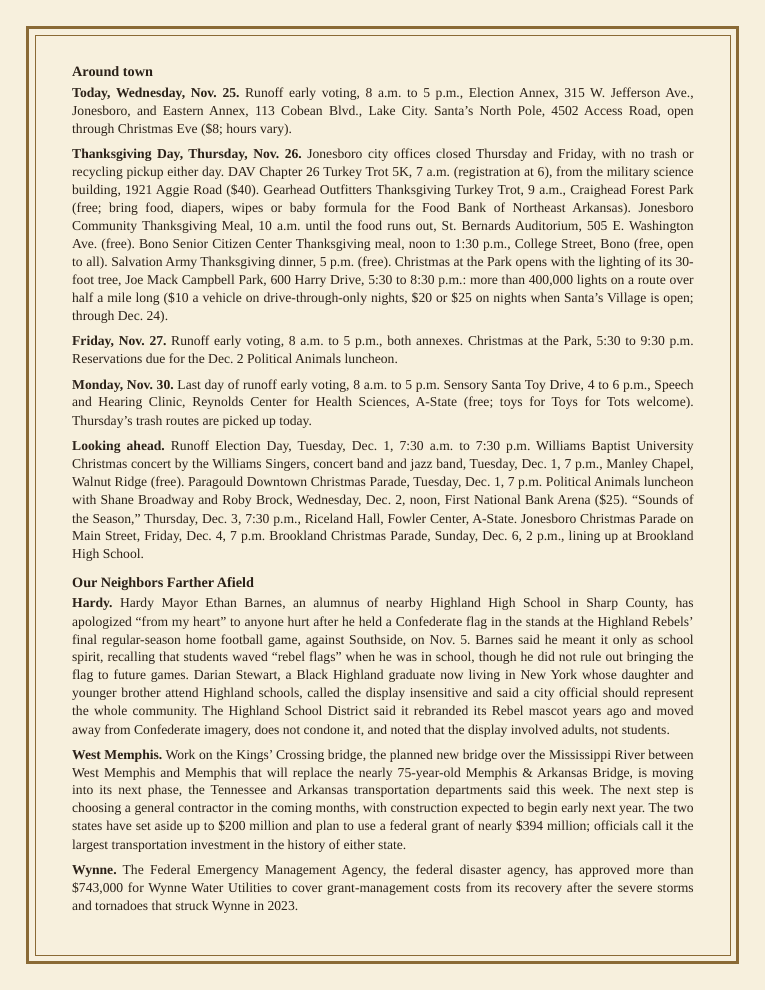 Around town
Today, Wednesday, Nov. 25. Runoff early voting, 8 a.m. to 5 p.m., Election Annex, 315 W. Jefferson Ave.,
Jonesboro, and Eastern Annex, 113 Cobean Blvd., Lake City. Santa’s North Pole, 4502 Access Road, open
through Christmas Eve ($8; hours vary).
Thanksgiving Day, Thursday, Nov. 26. Jonesboro city offices closed Thursday and Friday, with no trash or
recycling pickup either day. DAV Chapter 26 Turkey Trot 5K, 7 a.m. (registration at 6), from the military science
building, 1921 Aggie Road ($40). Gearhead Outfitters Thanksgiving Turkey Trot, 9 a.m., Craighead Forest Park
(free; bring food, diapers, wipes or baby formula for the Food Bank of Northeast Arkansas). Jonesboro
Community Thanksgiving Meal, 10 a.m. until the food runs out, St. Bernards Auditorium, 505 E. Washington
Ave. (free). Bono Senior Citizen Center Thanksgiving meal, noon to 1:30 p.m., College Street, Bono (free, open
to all). Salvation Army Thanksgiving dinner, 5 p.m. (free). Christmas at the Park opens with the lighting of its 30-
foot tree, Joe Mack Campbell Park, 600 Harry Drive, 5:30 to 8:30 p.m.: more than 400,000 lights on a route over
half a mile long ($10 a vehicle on drive-through-only nights, $20 or $25 on nights when Santa’s Village is open;
through Dec. 24).
Friday, Nov. 27. Runoff early voting, 8 a.m. to 5 p.m., both annexes. Christmas at the Park, 5:30 to 9:30 p.m.
Reservations due for the Dec. 2 Political Animals luncheon.
Monday, Nov. 30. Last day of runoff early voting, 8 a.m. to 5 p.m. Sensory Santa Toy Drive, 4 to 6 p.m., Speech
and Hearing Clinic, Reynolds Center for Health Sciences, A-State (free; toys for Toys for Tots welcome).
Thursday’s trash routes are picked up today.
Looking ahead. Runoff Election Day, Tuesday, Dec. 1, 7:30 a.m. to 7:30 p.m. Williams Baptist University
Christmas concert by the Williams Singers, concert band and jazz band, Tuesday, Dec. 1, 7 p.m., Manley Chapel,
Walnut Ridge (free). Paragould Downtown Christmas Parade, Tuesday, Dec. 1, 7 p.m. Political Animals luncheon
with Shane Broadway and Roby Brock, Wednesday, Dec. 2, noon, First National Bank Arena ($25). “Sounds of
the Season,” Thursday, Dec. 3, 7:30 p.m., Riceland Hall, Fowler Center, A-State. Jonesboro Christmas Parade on
Main Street, Friday, Dec. 4, 7 p.m. Brookland Christmas Parade, Sunday, Dec. 6, 2 p.m., lining up at Brookland
High School.
Our Neighbors Farther Afield
Hardy. Hardy Mayor Ethan Barnes, an alumnus of nearby Highland High School in Sharp County, has
apologized “from my heart” to anyone hurt after he held a Confederate flag in the stands at the Highland Rebels’
final regular-season home football game, against Southside, on Nov. 5. Barnes said he meant it only as school
spirit, recalling that students waved “rebel flags” when he was in school, though he did not rule out bringing the
flag to future games. Darian Stewart, a Black Highland graduate now living in New York whose daughter and
younger brother attend Highland schools, called the display insensitive and said a city official should represent
the whole community. The Highland School District said it rebranded its Rebel mascot years ago and moved
away from Confederate imagery, does not condone it, and noted that the display involved adults, not students.
West Memphis. Work on the Kings’ Crossing bridge, the planned new bridge over the Mississippi River between
West Memphis and Memphis that will replace the nearly 75-year-old Memphis & Arkansas Bridge, is moving
into its next phase, the Tennessee and Arkansas transportation departments said this week. The next step is
choosing a general contractor in the coming months, with construction expected to begin early next year. The two
states have set aside up to $200 million and plan to use a federal grant of nearly $394 million; officials call it the
largest transportation investment in the history of either state.
Wynne. The Federal Emergency Management Agency, the federal disaster agency, has approved more than
$743,000 for Wynne Water Utilities to cover grant-management costs from its recovery after the severe storms
and tornadoes that struck Wynne in 2023.